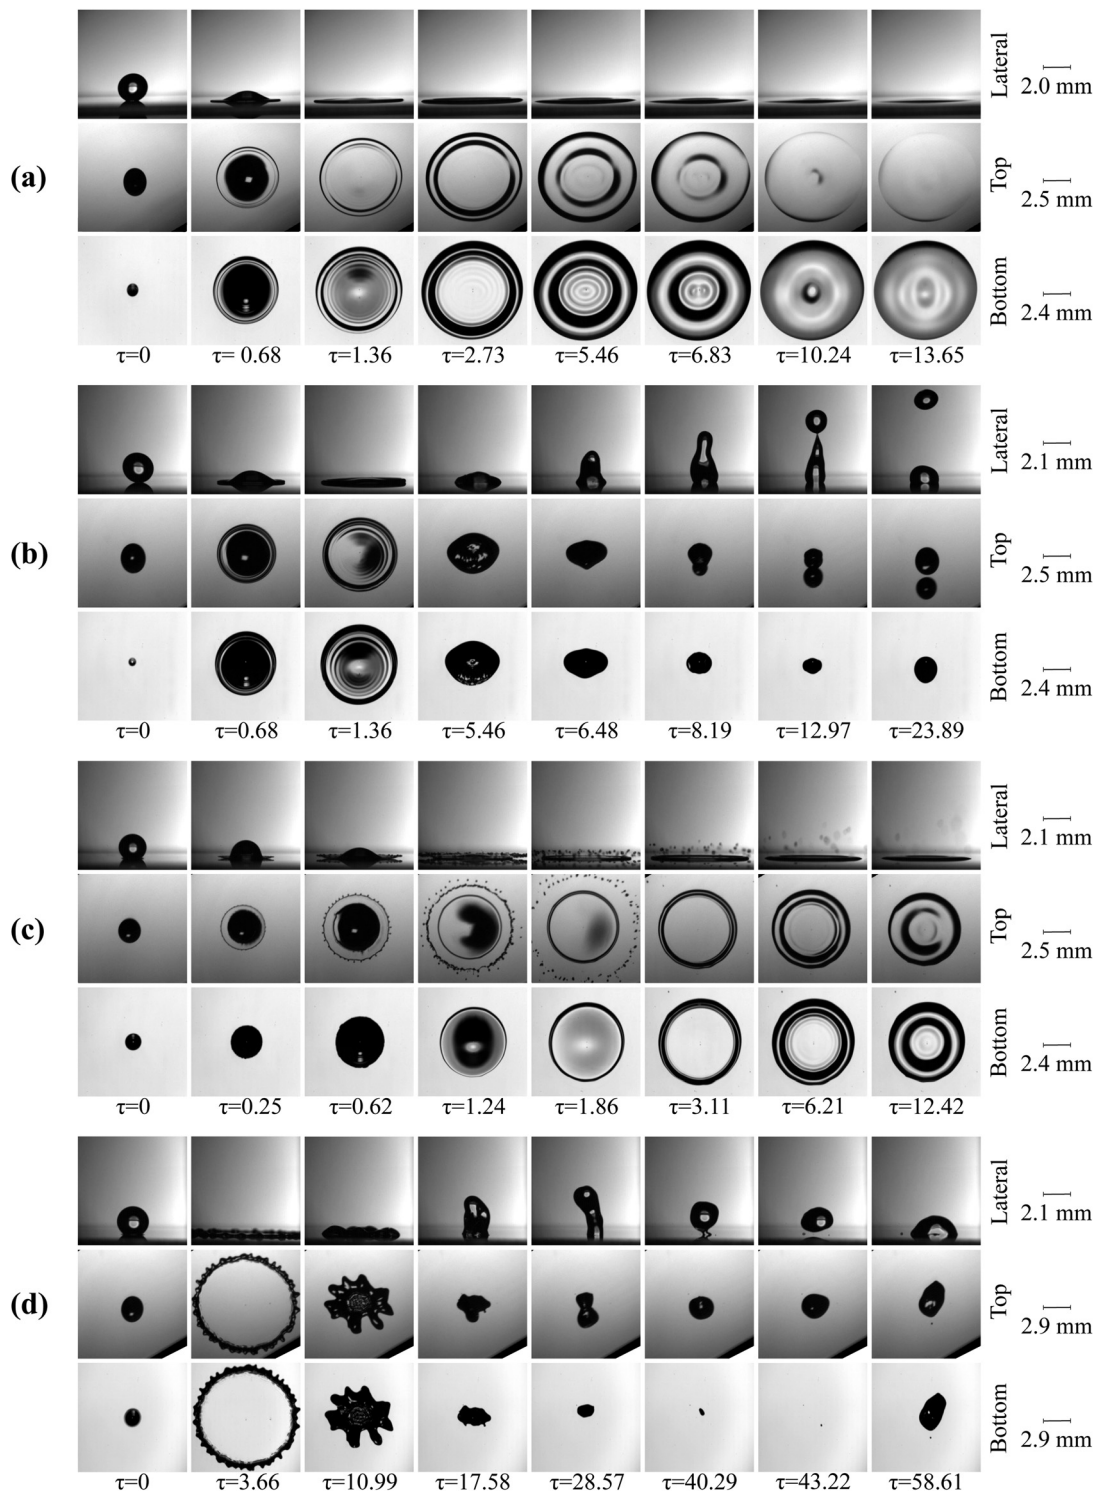 (a)
Lateral
2.0 mm
Top
2.5 mm
Bottom
2.4 mm
τ=0 τ= 0.68 τ=1.36 τ=2.73 τ=5.46 τ=6.83 τ=10.24 τ=13.65
(b)
Lateral
2.1 mm
Top
2.5 mm
Bottom
2.4 mm
τ=0 τ=0.68 τ=1.36 τ=5.46 τ=6.48 τ=8.19 τ=12.97 τ=23.89
(c)
Lateral
2.1 mm
Top
2.5 mm
Bottom
2.4 mm
τ=0 τ=0.25 τ=0.62 τ=1.24 τ=1.86 τ=3.11 τ=6.21 τ=12.42
(d)
Lateral
2.1 mm
Top
2.9 mm
Bottom
2.9 mm
τ=0 τ=3.66 τ=10.99 τ=17.58 τ=28.57 τ=40.29 τ=43.22 τ=58.61